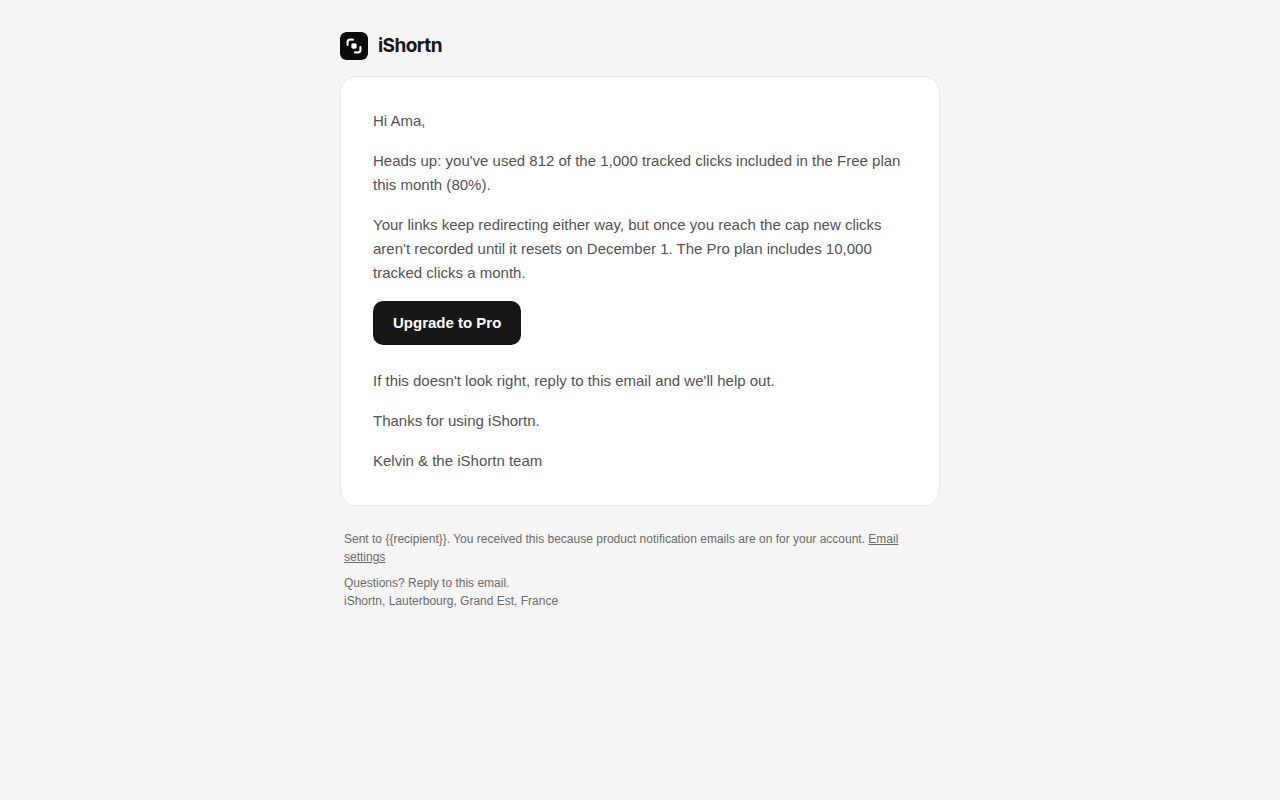 iShortn
Hi Ama,
Heads up: you've used 812 of the 1,000 tracked clicks included in the Free plan
this month (80%).
Your links keep redirecting either way, but once you reach the cap new clicks
aren't recorded until it resets on December 1. The Pro plan includes 10,000
tracked clicks a month.
Upgrade to Pro
If this doesn't look right, reply to this email and we'll help out.
Thanks for using iShortn.
Kelvin & the iShortn team
Sent to {{recipient}}. You received this because product notification emails are on for your account. Email
settings
Questions? Reply to this email.
iShortn, Lauterbourg, Grand Est, France